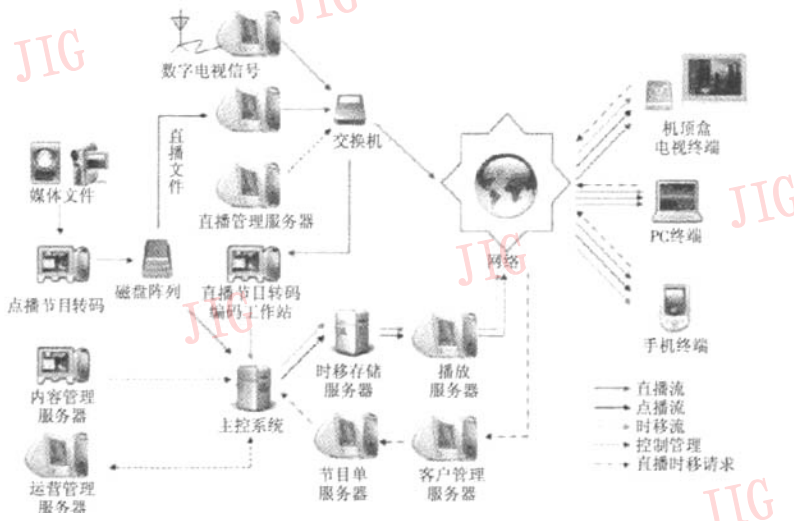 JIG
JIG
数字电视信号
交换机
机顶盒
电视终端
直播文件
媒体文件
直播管理服务器
JIG
PC终端
JIG
网络
点播节目转码
磁盘阵列
直播节目转码
编码工作站
JIG
手机终端
时移存储
服务器
播放
服务器
内容管理
服务器
主控系统
直播流
点播流
时移流
控制管理
直播时移请求
运营管理
服务器
节目单
服务器
客户管理
服务器
JIG